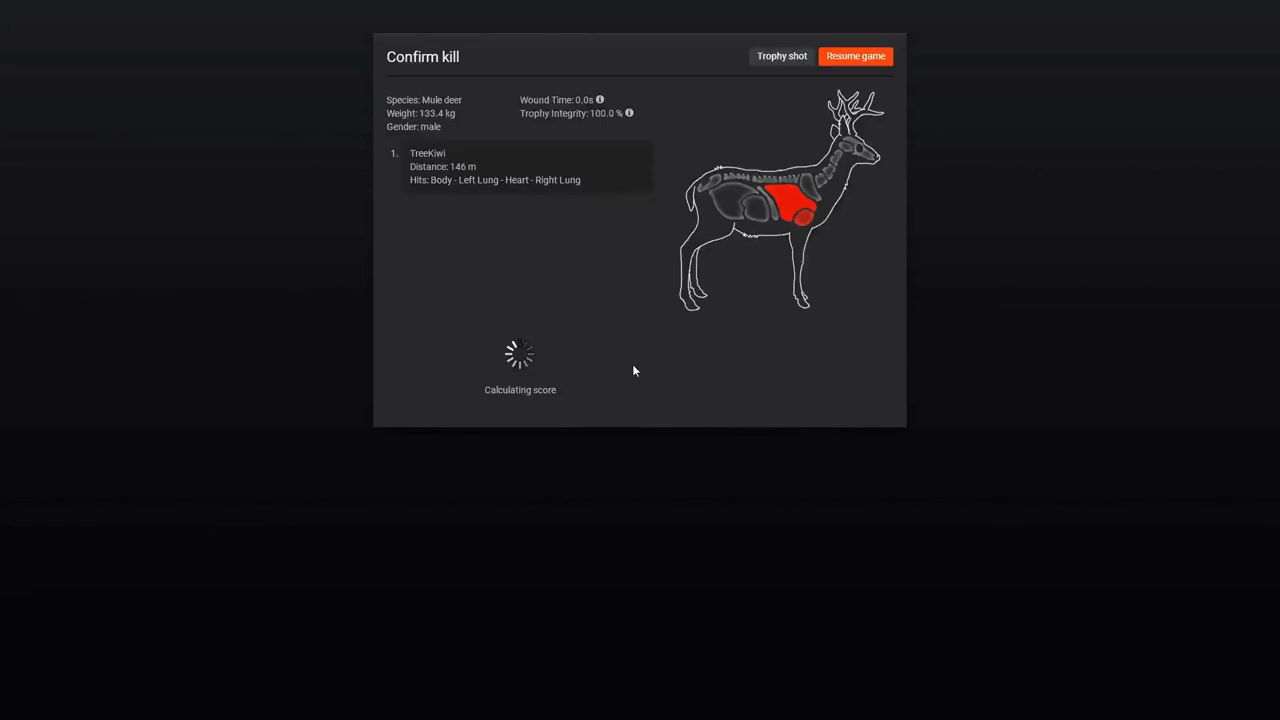 Confirm kill
Trophy shot
Resume game
Species: Mule deer
Weight: 133.4 kg
Gender: male
Wound Time: 0.0s
Trophy Integrity: 100.0 %
1.
TreeKiwi
Distance: 146 m
Hits: Body - Left Lung - Heart - Right Lung
Calculating score